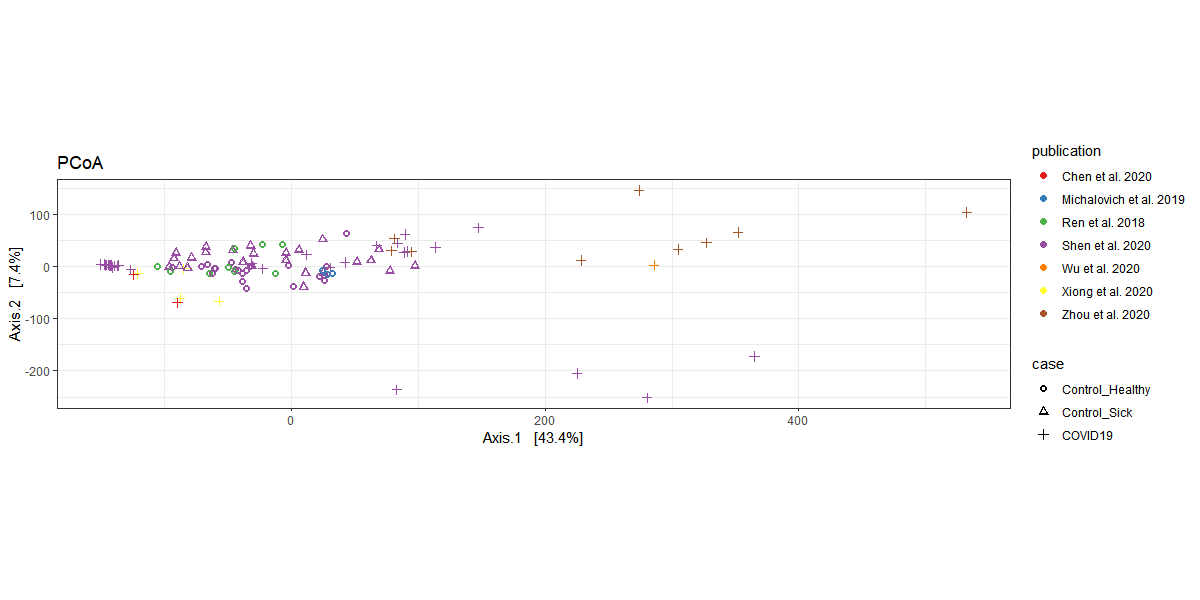 PCoA
100
0
-100
-200
Axis.2 [7.4%]
0
200
400
Axis.1 [43.4%]
publication
Chen et al. 2020
Michalovich et al. 2019
Ren et al. 2018
Shen et al. 2020
Wu et al. 2020
Xiong et al. 2020
Zhou et al. 2020
case
Control_Healthy
Control_Sick
COVID19